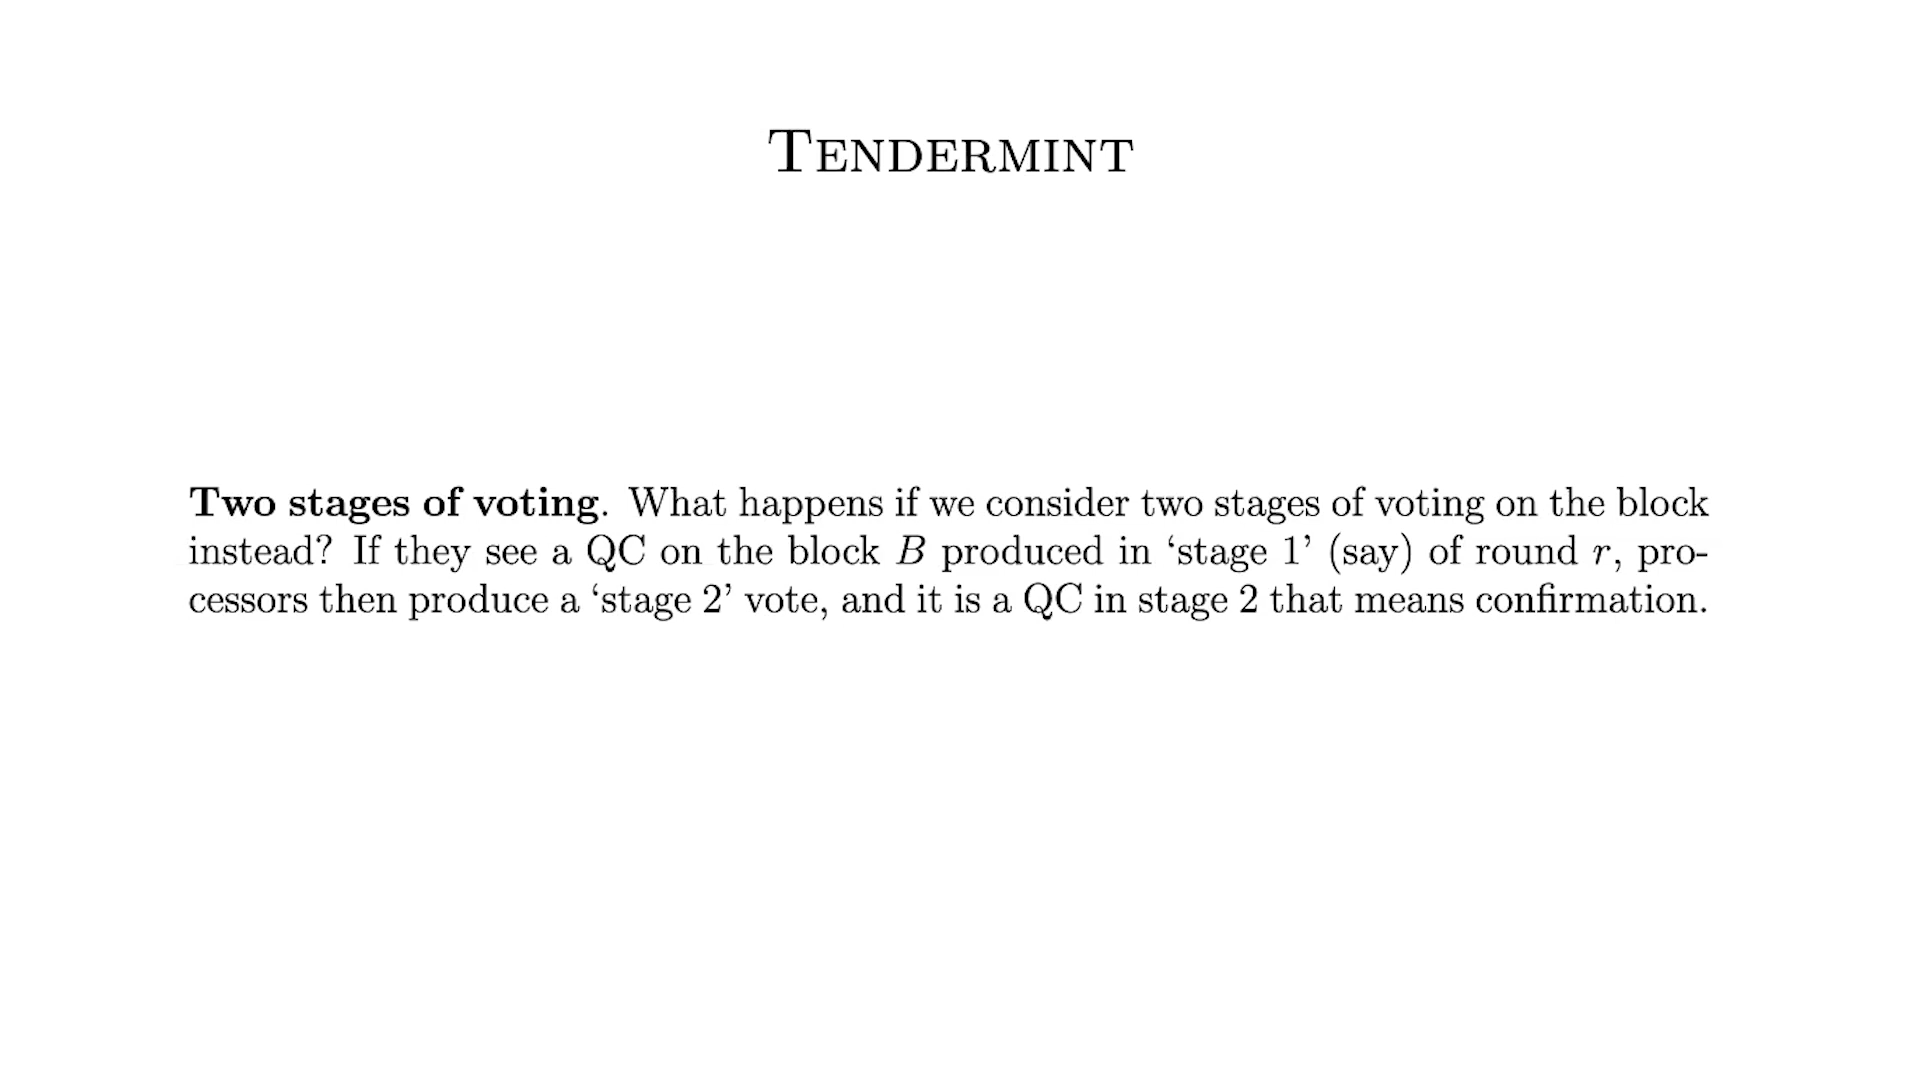 TENDERMINT
Two stages of voting. What happens if we consider two stages of voting on the block
instead? If they see a QC on the block B produced in ‘stage 1’ (say) of round r, pro-
cessors then produce a ‘stage 2’ vote, and it is a QC in stage 2 that means confirmation.